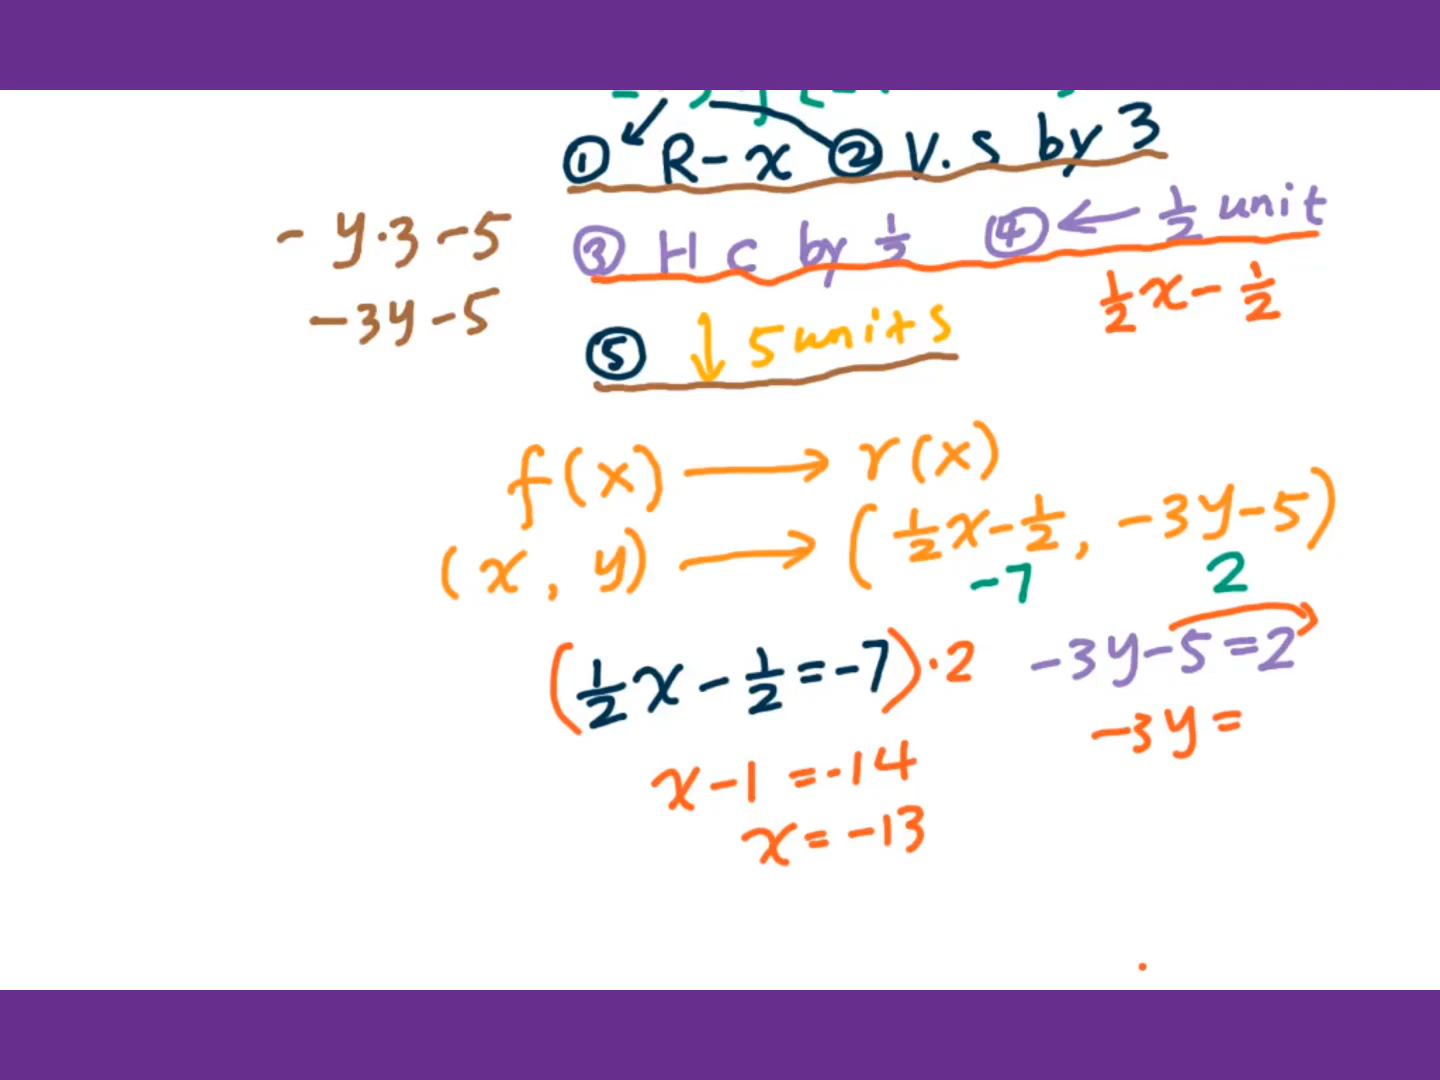 ① R-x ② V.S by 3
- y·3 -5
③ H C by 1/2 ④ ← 1/2 unit
-3y -5
1/2x - 1/2
⑤ ↓ 5 units
f(x) → r(x)
(x, y) → (1/2x - 1/2, -3y-5)
-7 2
(1/2x - 1/2 = -7)·2
-3y-5=2
x-1 = -14
-3y =
x = -13